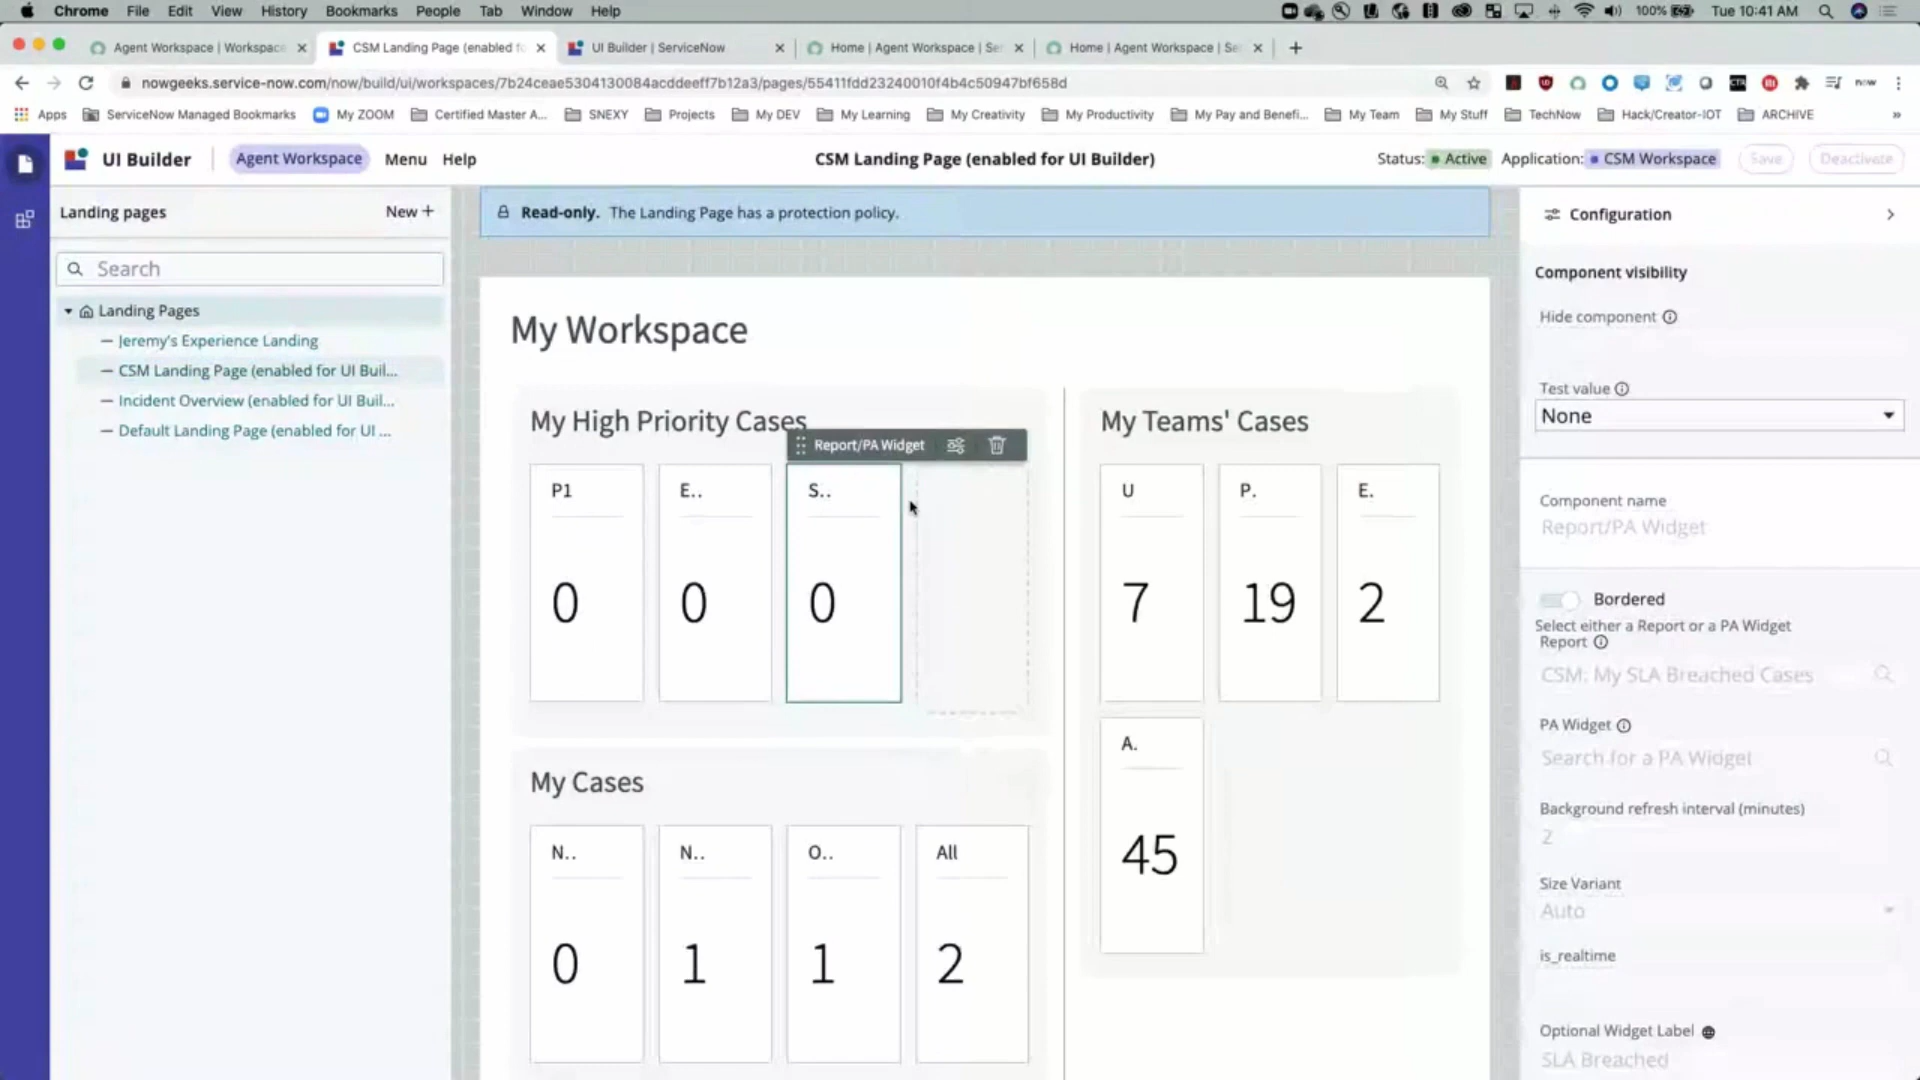 Chrome File Edit View History Bookmarks People Tab Window Help 100% Tue 10:41 AM
Agent Workspace | Workspac CSM Landing Page (enabled fo UI Builder | ServiceNow Home | Agent Workspace | Se Home | Agent Workspace | Se
nowgeeks.service-now.com/now/build/ui/workspaces/7b24ceae5304130084acddeeff7b12a3/pages/55411fdd23240010f4b4c50947bf658d
Apps ServiceNow Managed Bookmarks My ZOOM Certified Master A... SNEXY Projects My DEV My Learning My Creativity My Productivity My Pay and Benefi... My Team My Stuff TechNow Hack/Creator-IOT ARCHIVE »
UI Builder Agent Workspace Menu Help CSM Landing Page (enabled for UI Builder) Status: Active Application: CSM Workspace Save Deactivate
Landing pages New +
Search
Landing Pages
— Jeremy's Experience Landing
— CSM Landing Page (enabled for UI Buil...
— Incident Overview (enabled for UI Buil...
— Default Landing Page (enabled for UI ...
Read-only. The Landing Page has a protection policy.
My Workspace
My High Priority Cases
Report/PA Widget
P1 E.. S..
0 0 0
My Cases
N.. N.. O.. All
0 1 1 2
My Teams' Cases
U P. E.
7 19 2
A.
45
Configuration
Component visibility
Hide component
Test value
None
Component name
Report/PA Widget
Bordered
Select either a Report or a PA Widget
Report
CSM: My SLA Breached Cases
PA Widget
Search for a PA Widget
Background refresh interval (minutes)
2
Size Variant
Auto
is_realtime
Optional Widget Label
SLA Breached